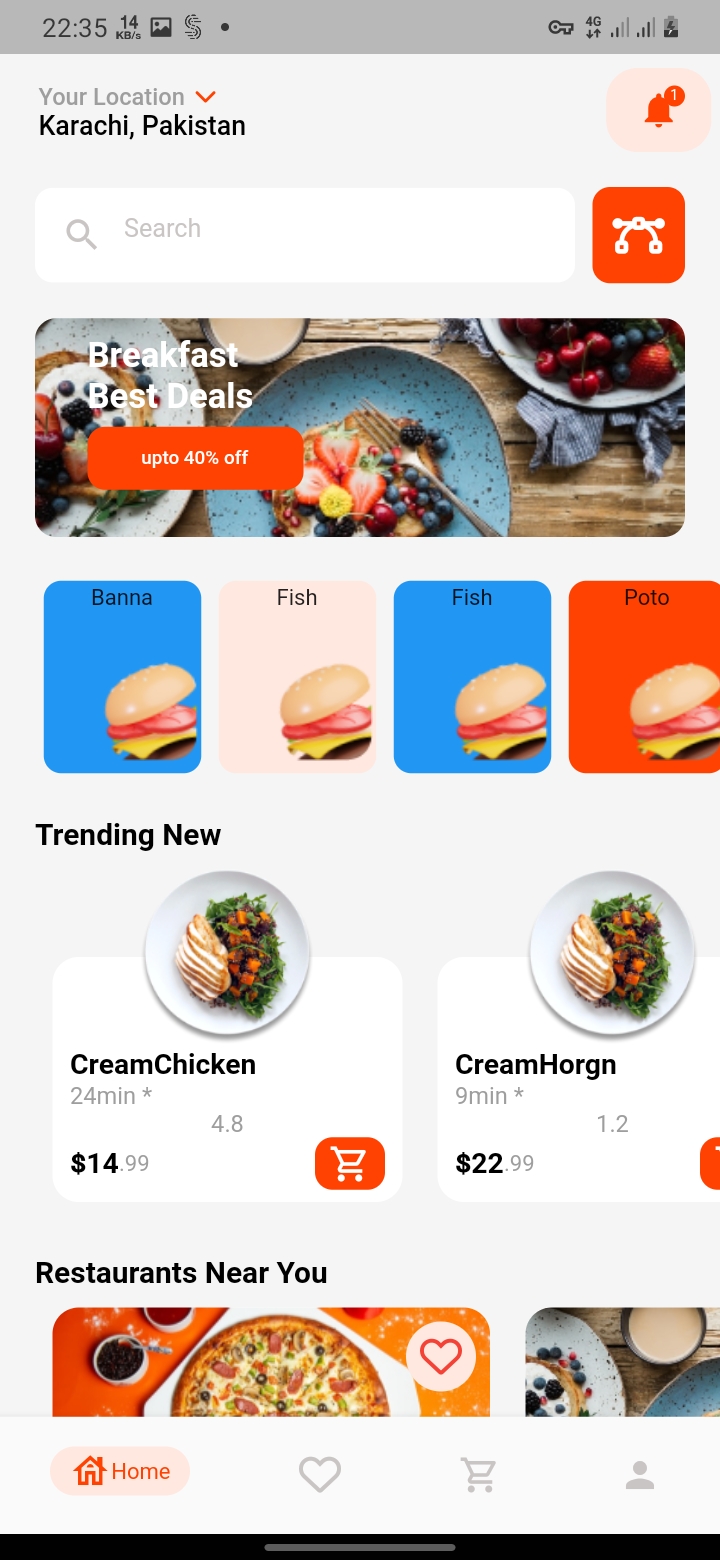 22:35 14 KB/s 4G
Your Location
Karachi, Pakistan
1
Search
Breakfast
Best Deals
upto 40% off
Banna Fish Fish Poto
Trending New
CreamChicken CreamHorgn
24min * 9min *
4.8 1.2
$14.99 $22.99
Restaurants Near You
Home